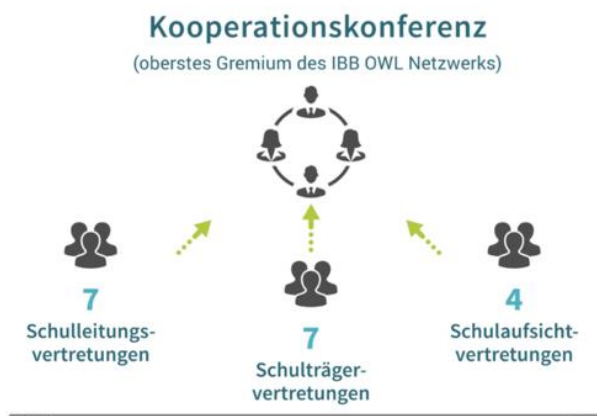 Kooperationskonferenz
(oberstes Gremium des IBB OWL Netzwerks)
7
Schulleitungs-
vertretungen
7
Schulträger-
vertretungen
4
Schulaufsicht-
vertretungen